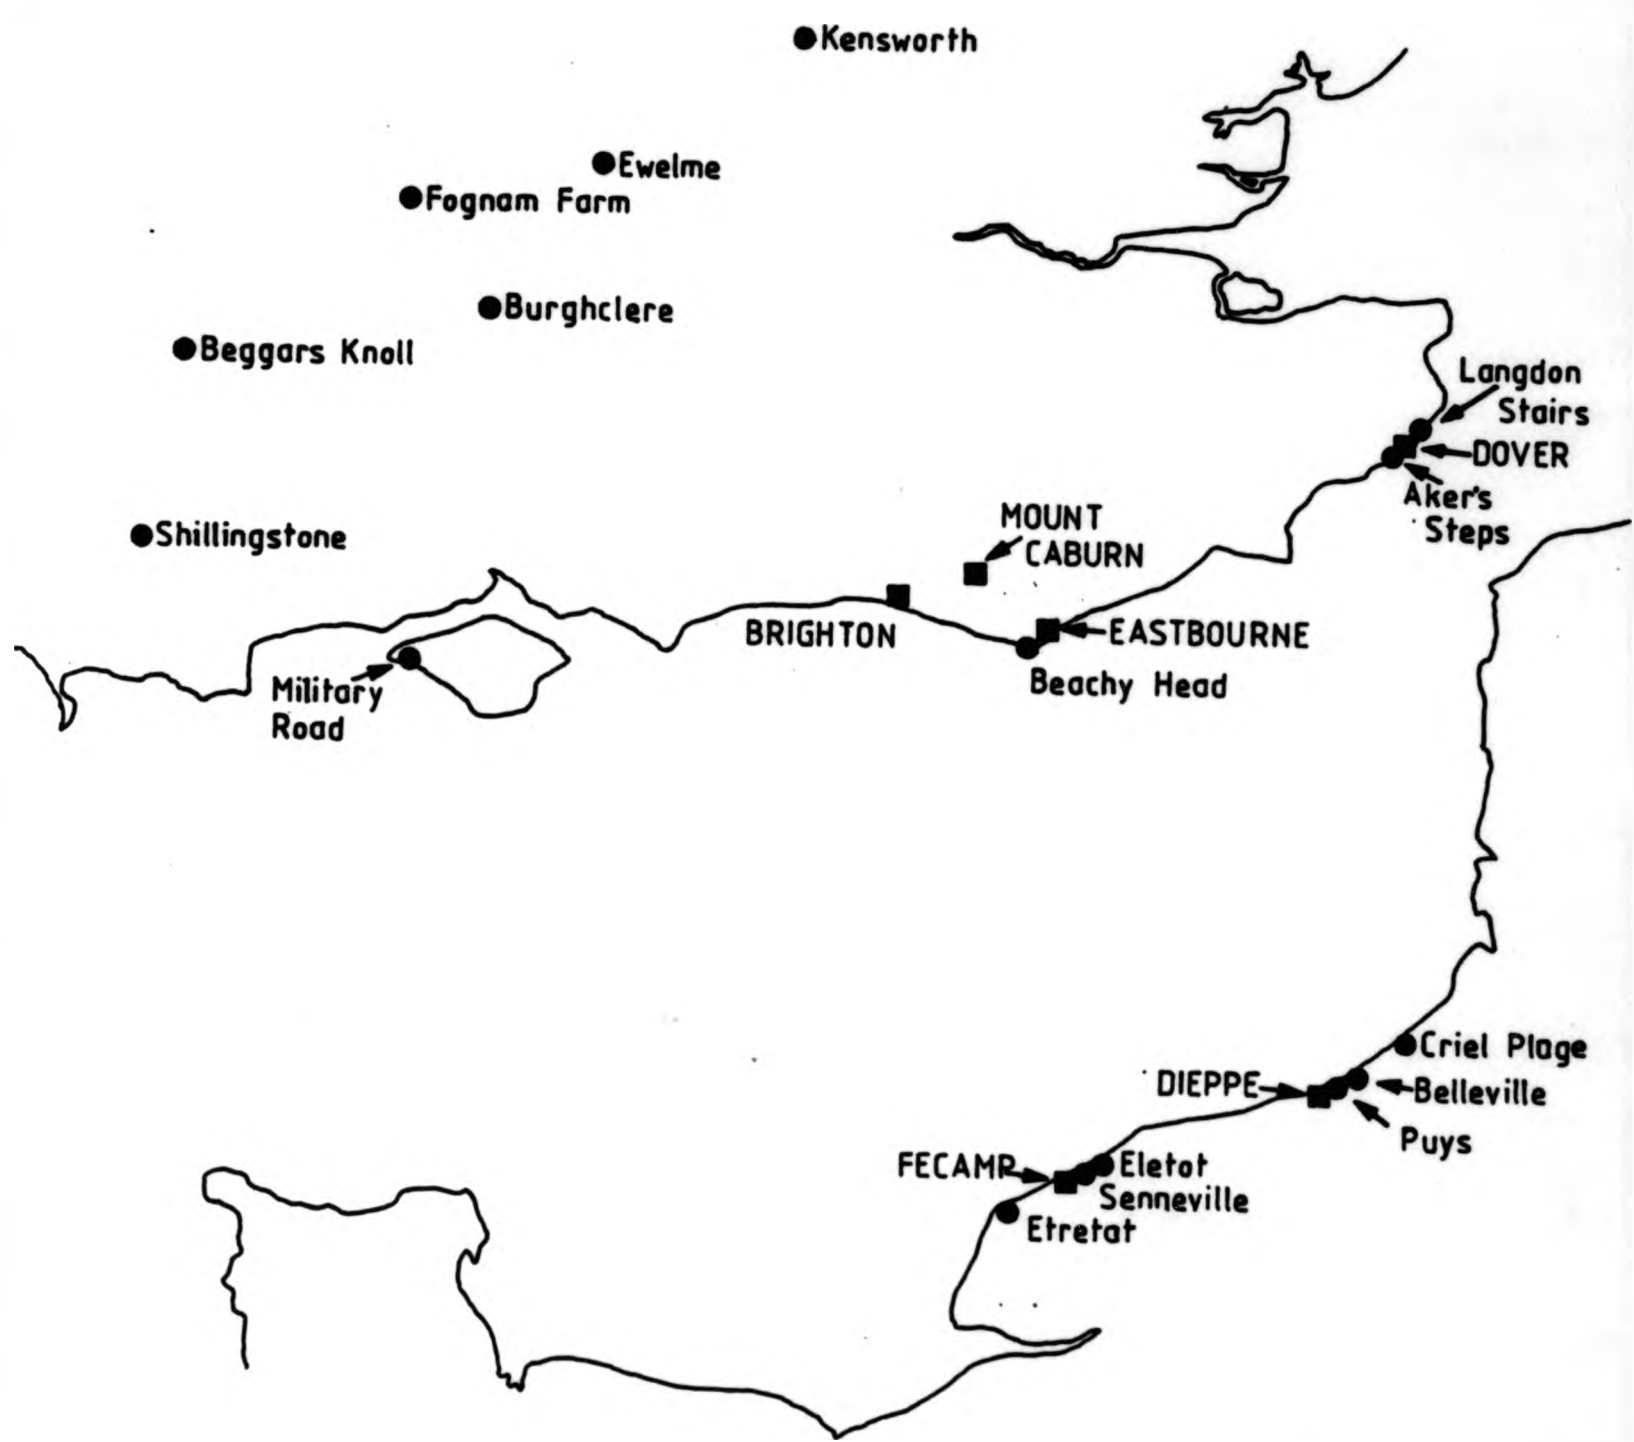 Kensworth
Ewelme
Fognam Farm
Burghclere
Beggars Knoll
Langdon
Stairs
DOVER
Aker's
Steps
MOUNT
CABURN
Shillingstone
BRIGHTON
EASTBOURNE
Beachy Head
Military
Road
Criel Plage
DIEPPE
Belleville
Puys
FECAMP
Eletot
Senneville
Etretat